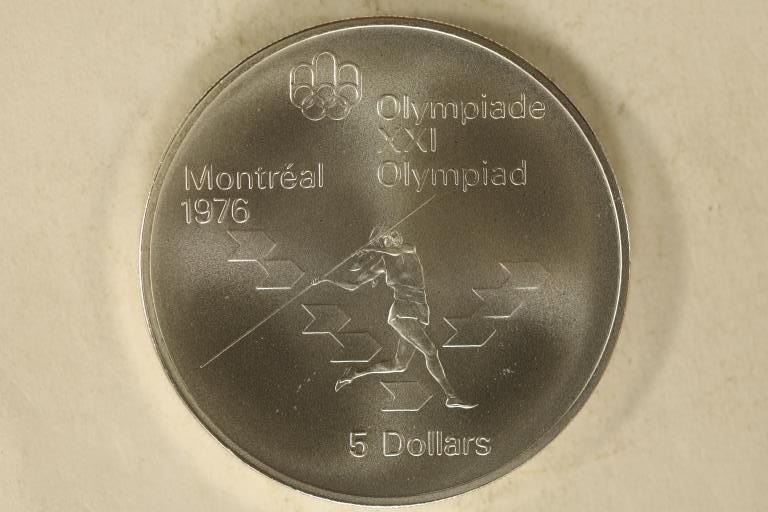 Olympiade
XXI
Olympiad
Montréal
1976
5 Dollars